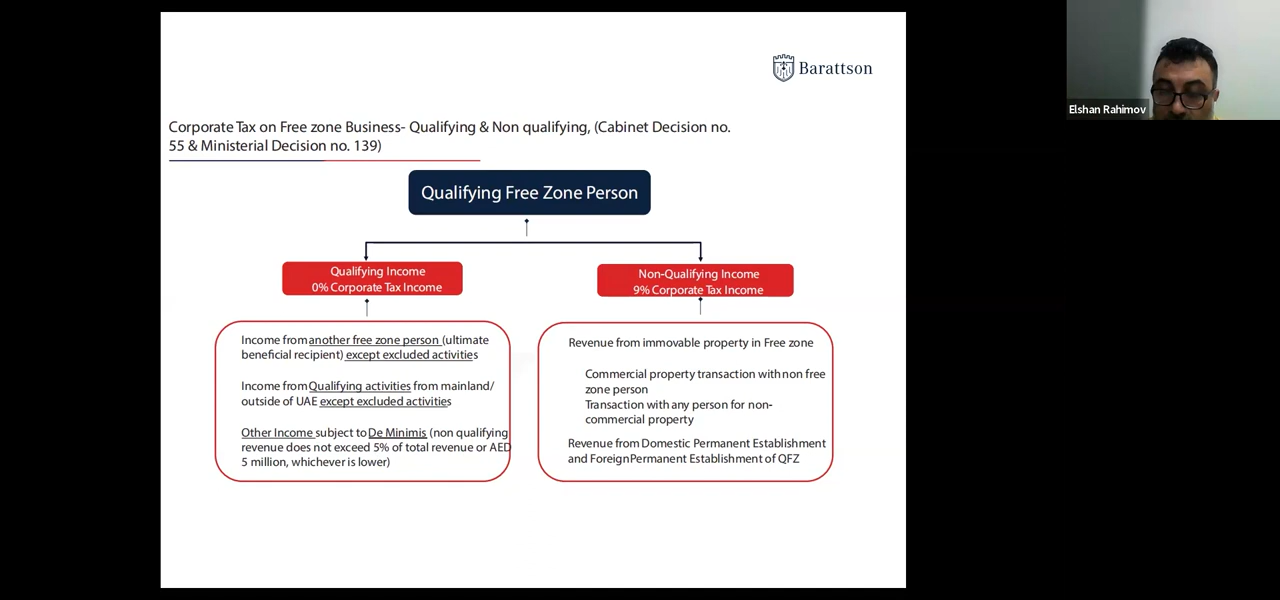 Barattson
Elshan Rahimov
Corporate Tax on Free zone Business- Qualifying & Non qualifying, (Cabinet Decision no.
55 & Ministerial Decision no. 139)
Qualifying Free Zone Person
Qualifying Income
0% Corporate Tax Income
Income from another free zone person (ultimate
beneficial recipient) except excluded activities
Income from Qualifying activities from mainland/
outside of UAE except excluded activities
Other Income subject to De Minimis (non qualifying
revenue does not exceed 5% of total revenue or AED
5 million, whichever is lower)
Non-Qualifying Income
9% Corporate Tax Income
Revenue from immovable property in Free zone
Commercial property transaction with non free
zone person
Transaction with any person for non-
commercial property
Revenue from Domestic Permanent Establishment
and Foreign Permanent Establishment of QFZ